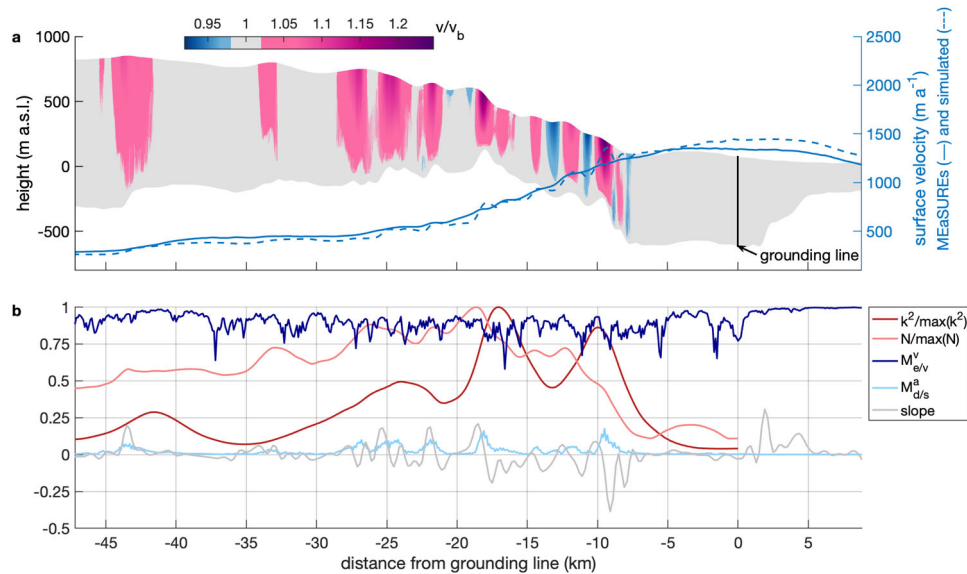 0.95 1 1.05 1.1 1.15 1.2 v/v_b
a
1000
500
0
-500
height (m a.s.l.)
2500
2000
1500
1000
500
surface velocity (m a⁻¹)
MEaSUREs (—) and simulated (---)
grounding line
b
1
0.75
0.5
0.25
0
-0.25
-0.5
k²/max(k²)
N/max(N)
M^v_e/v
M^a_d/s
slope
-45 -40 -35 -30 -25 -20 -15 -10 -5 0 5
distance from grounding line (km)